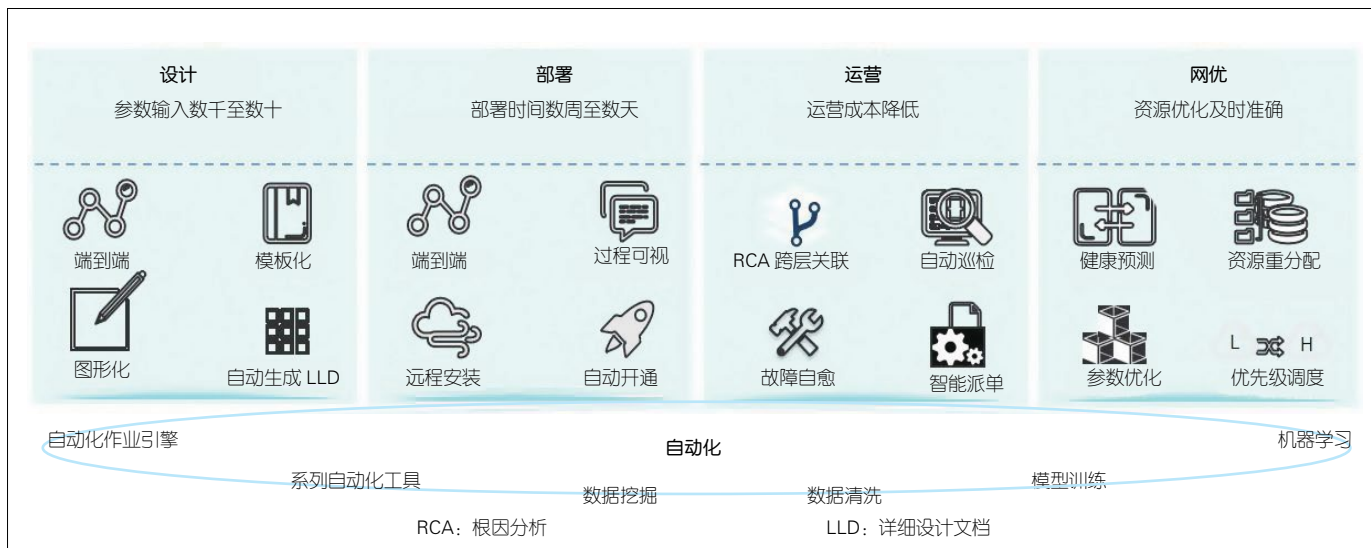 设计
参数输入数千至数十
部署
部署时间数周至数天
运营
运营成本降低
网优
资源优化及时准确
端到端
模板化
图形化
自动生成 LLD
端到端
过程可视
远程安装
自动开通
RCA 跨层关联
自动巡检
故障自愈
智能派单
健康预测
资源重分配
参数优化
L H
优先级调度
自动化作业引擎
自动化
机器学习
系列自动化工具
数据挖掘
数据清洗
模型训练
RCA：根因分析
LLD：详细设计文档